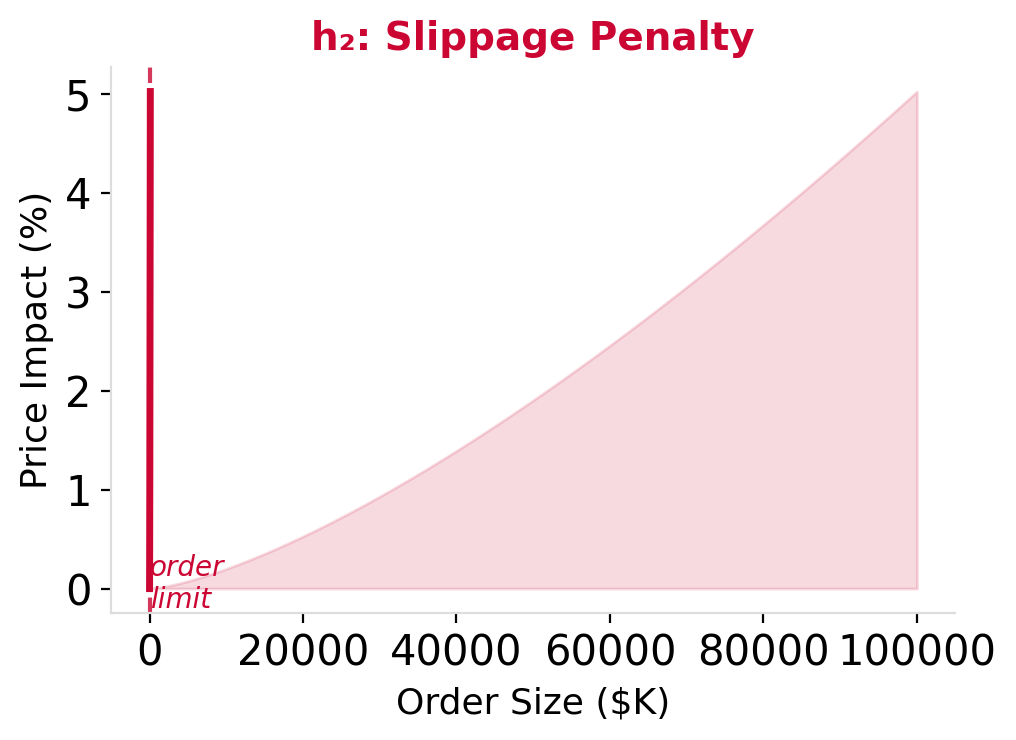 h₂: Slippage Penalty
Price Impact (%)
5
4
3
2
1
0
order
limit
0 20000 40000 60000 80000 100000
Order Size ($K)